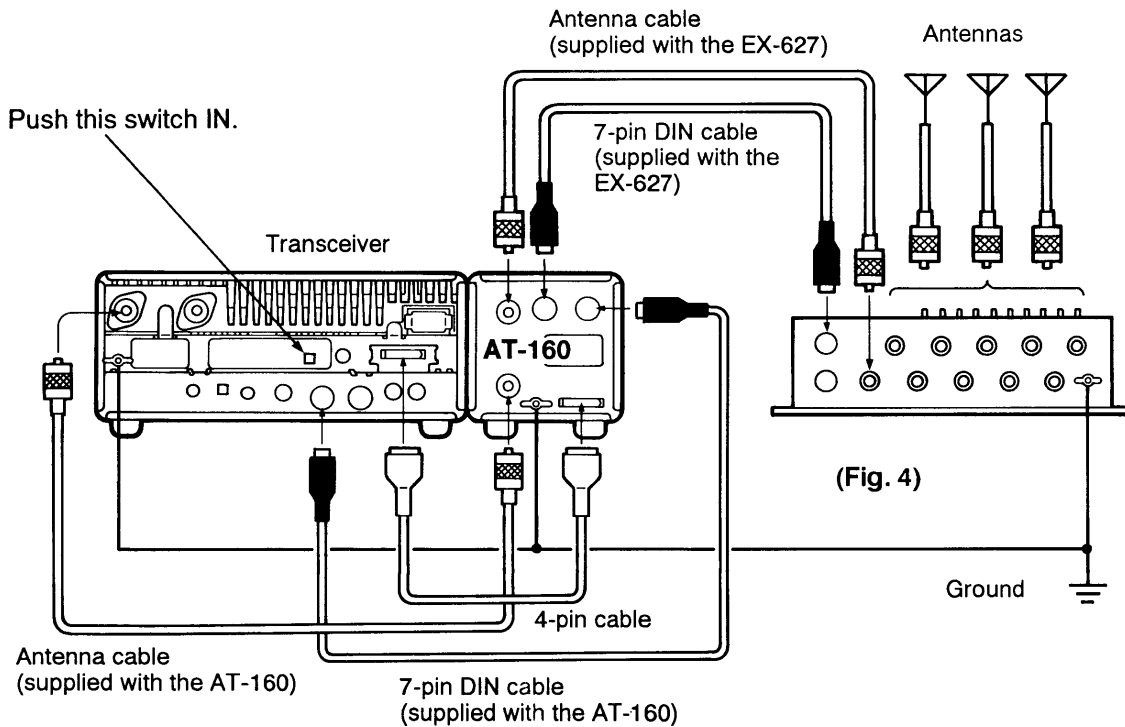 Antenna cable
(supplied with the EX-627)
Antennas
Push this switch IN.
7-pin DIN cable
(supplied with the
EX-627)
Transceiver
AT-160
(Fig. 4)
Ground
4-pin cable
Antenna cable
(supplied with the AT-160)
7-pin DIN cable
(supplied with the AT-160)